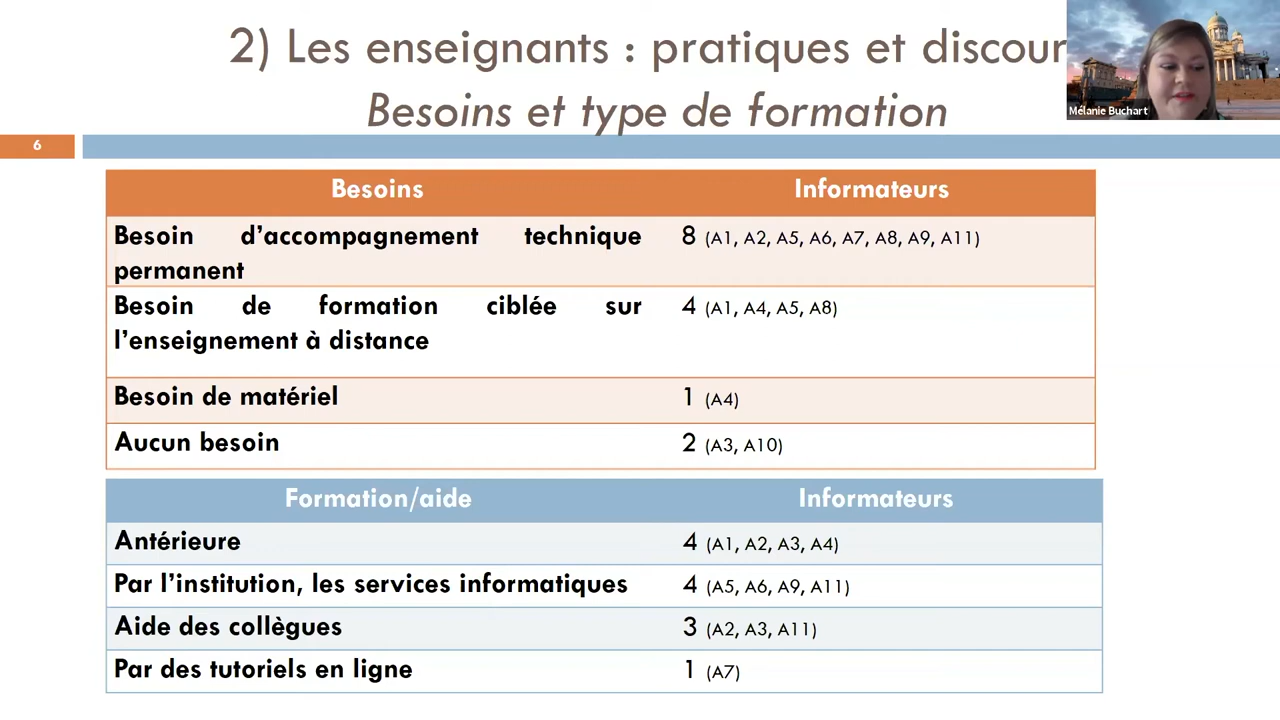 2) Les enseignants : pratiques et discour
Besoins et type de formation
Mélanie Buchart
6
Besoins Informateurs
Besoin d’accompagnement technique 8 (A1, A2, A5, A6, A7, A8, A9, A11)
permanent
Besoin de formation ciblée sur 4 (A1, A4, A5, A8)
l’enseignement à distance
Besoin de matériel 1 (A4)
Aucun besoin 2 (A3, A10)
Formation/aide Informateurs
Antérieure 4 (A1, A2, A3, A4)
Par l’institution, les services informatiques 4 (A5, A6, A9, A11)
Aide des collègues 3 (A2, A3, A11)
Par des tutoriels en ligne 1 (A7)